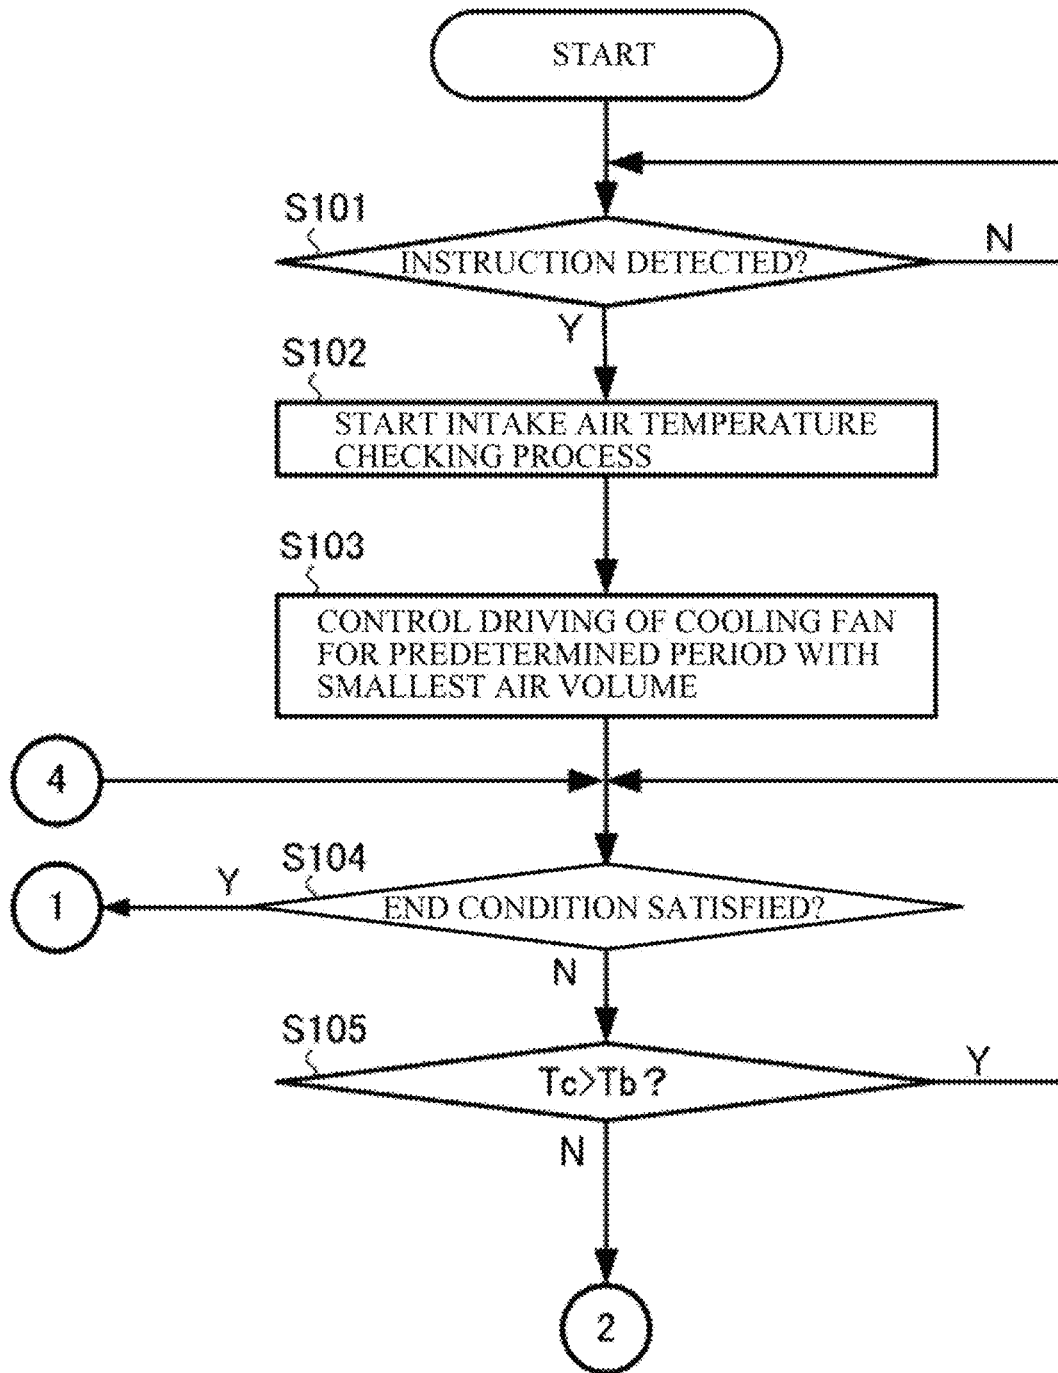 START
S101
INSTRUCTION DETECTED?
N
Y
S102
START INTAKE AIR TEMPERATURE
CHECKING PROCESS
S103
CONTROL DRIVING OF COOLING FAN
FOR PREDETERMINED PERIOD WITH
SMALLEST AIR VOLUME
4
S104
Y
1
END CONDITION SATISFIED?
N
S105
Tc>Tb?
Y
N
2